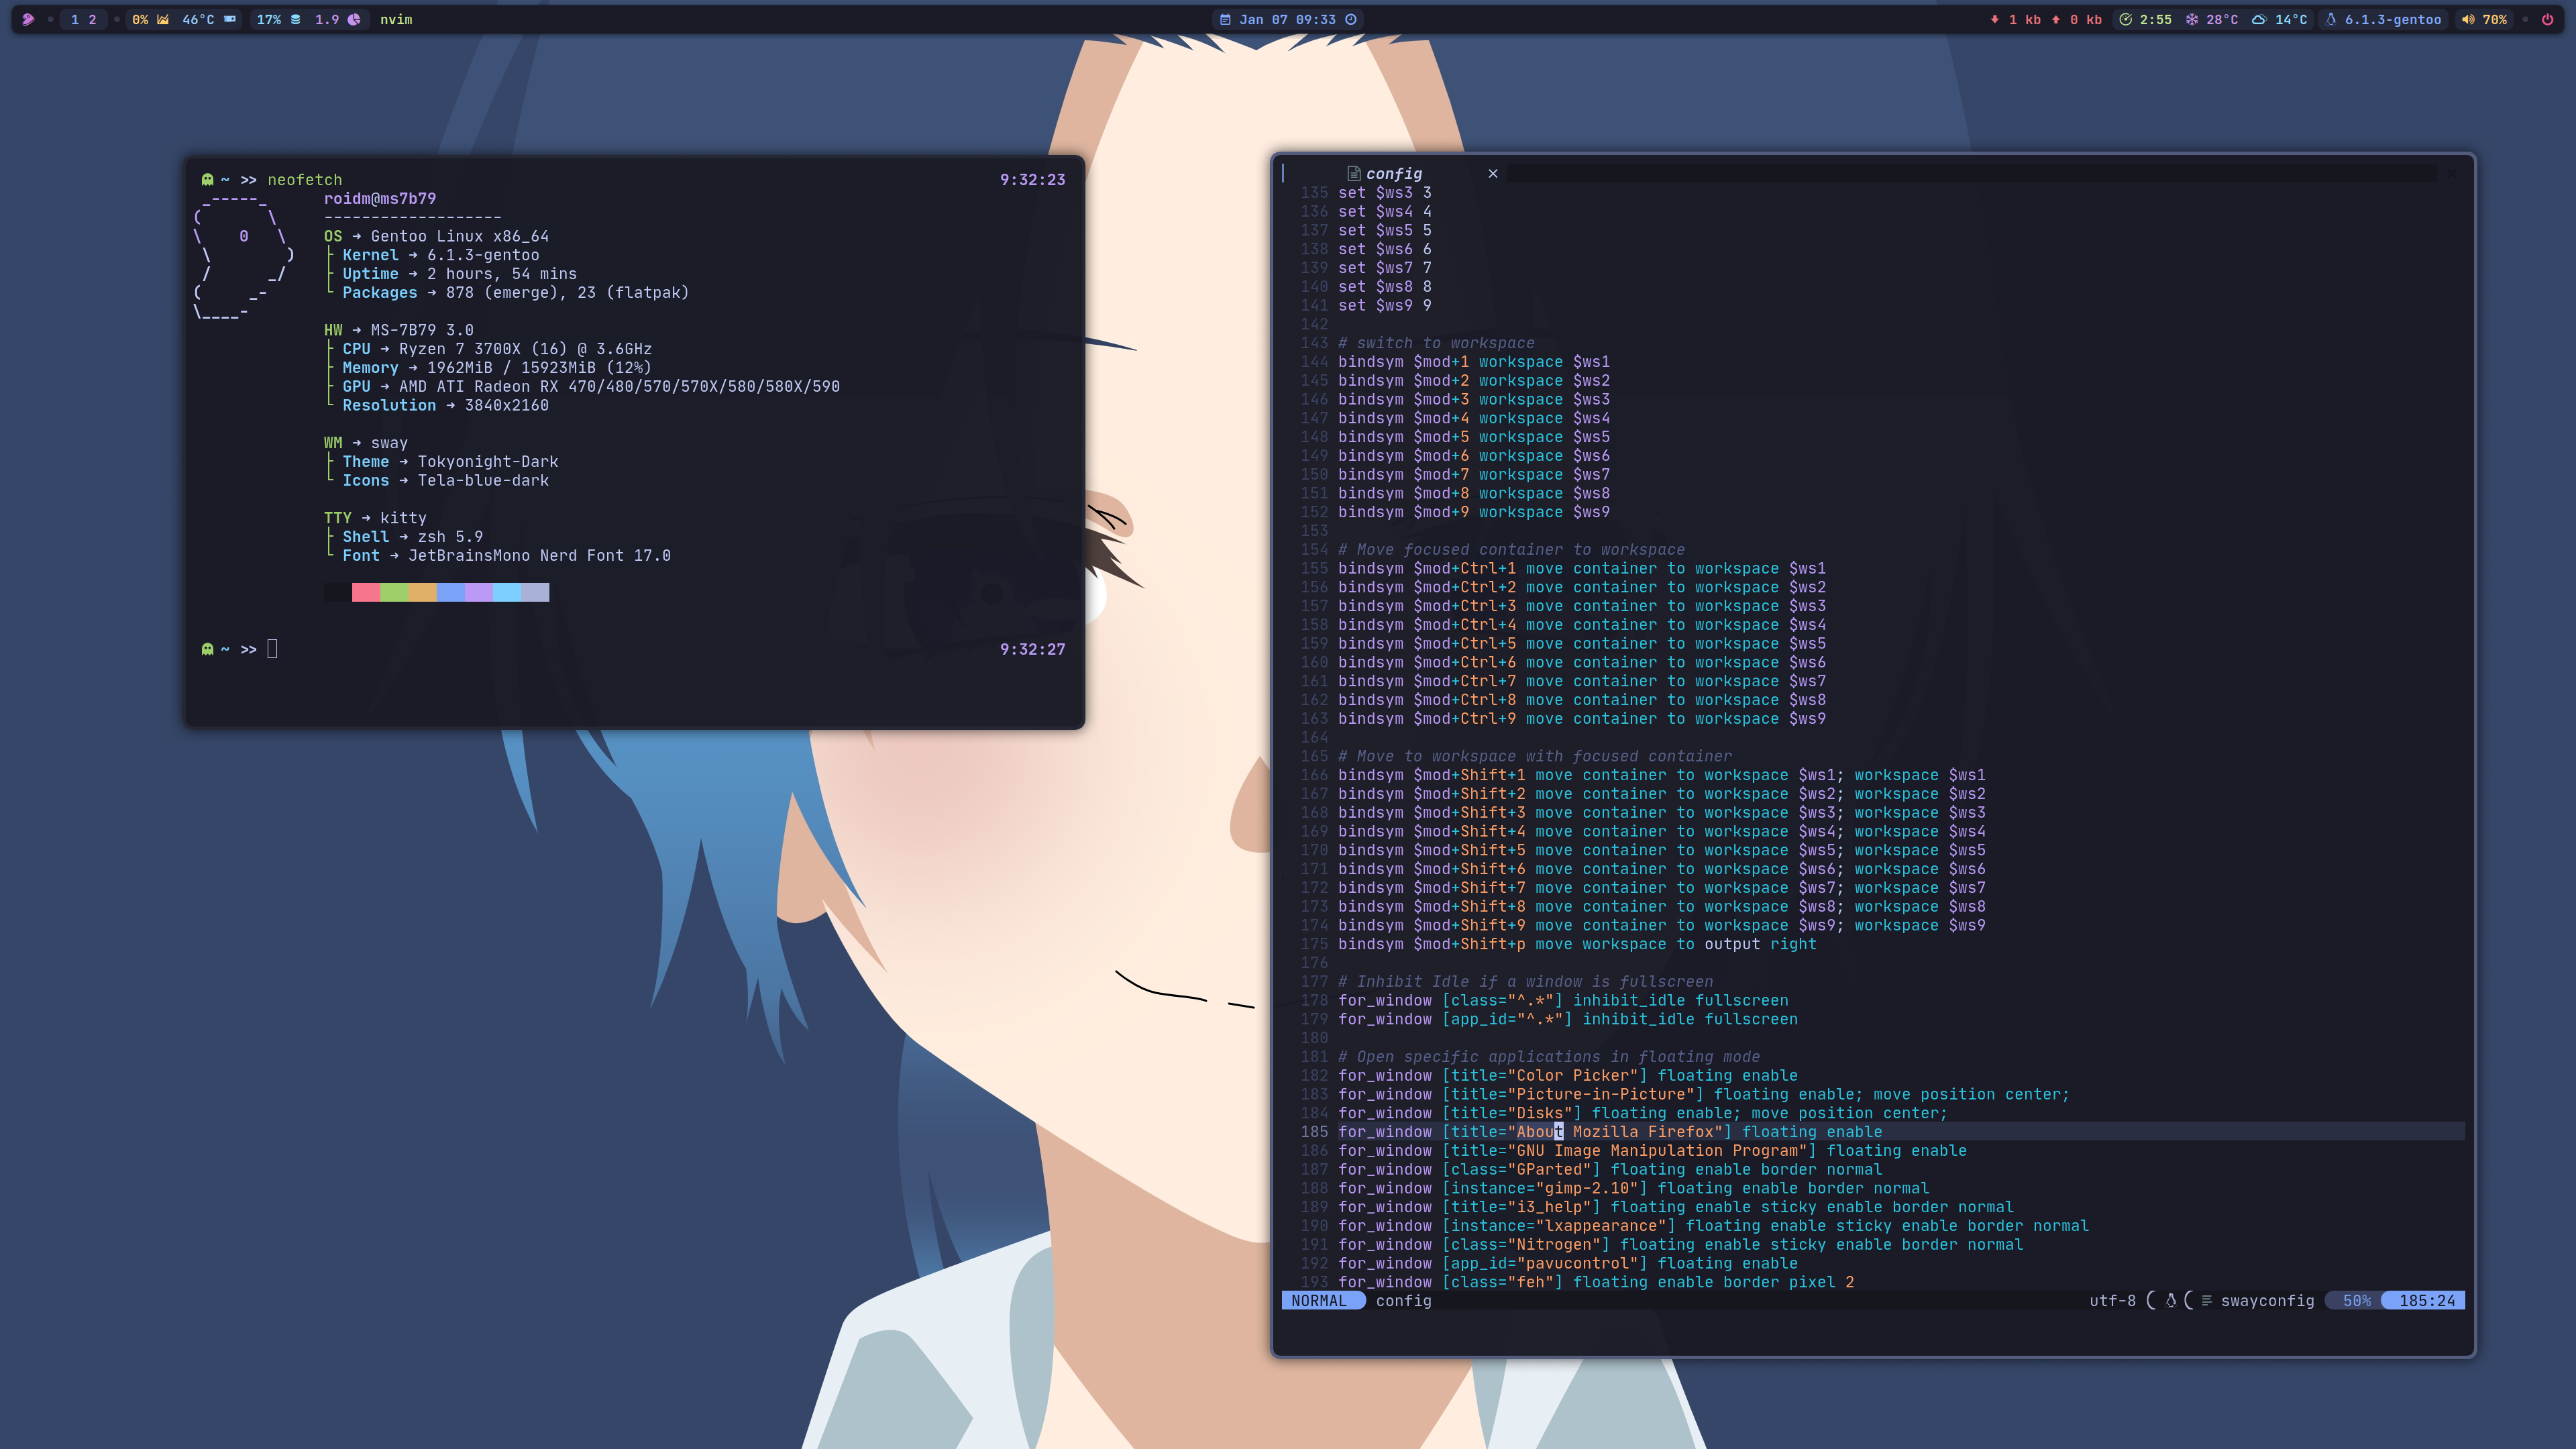 1 2 0% 46°C 17% 1.9 nvim
Jan 07 09:33
1 kb 0 kb 2:55 28°C 14°C 6.1.3-gentoo 70%
~ >> neofetch 9:32:23
roidm@ms7b79
-------------------
OS → Gentoo Linux x86_64
Kernel → 6.1.3-gentoo
Uptime → 2 hours, 54 mins
Packages → 878 (emerge), 23 (flatpak)
HW → MS-7B79 3.0
CPU → Ryzen 7 3700X (16) @ 3.6GHz
Memory → 1962MiB / 15923MiB (12%)
GPU → AMD ATI Radeon RX 470/480/570/570X/580/580X/590
Resolution → 3840x2160
WM → sway
Theme → Tokyonight-Dark
Icons → Tela-blue-dark
TTY → kitty
Shell → zsh 5.9
Font → JetBrainsMono Nerd Font 17.0
~ >> 9:32:27
config ×
135 set $ws3 3
136 set $ws4 4
137 set $ws5 5
138 set $ws6 6
139 set $ws7 7
140 set $ws8 8
141 set $ws9 9
142
143 # switch to workspace
144 bindsym $mod+1 workspace $ws1
145 bindsym $mod+2 workspace $ws2
146 bindsym $mod+3 workspace $ws3
147 bindsym $mod+4 workspace $ws4
148 bindsym $mod+5 workspace $ws5
149 bindsym $mod+6 workspace $ws6
150 bindsym $mod+7 workspace $ws7
151 bindsym $mod+8 workspace $ws8
152 bindsym $mod+9 workspace $ws9
153
154 # Move focused container to workspace
155 bindsym $mod+Ctrl+1 move container to workspace $ws1
156 bindsym $mod+Ctrl+2 move container to workspace $ws2
157 bindsym $mod+Ctrl+3 move container to workspace $ws3
158 bindsym $mod+Ctrl+4 move container to workspace $ws4
159 bindsym $mod+Ctrl+5 move container to workspace $ws5
160 bindsym $mod+Ctrl+6 move container to workspace $ws6
161 bindsym $mod+Ctrl+7 move container to workspace $ws7
162 bindsym $mod+Ctrl+8 move container to workspace $ws8
163 bindsym $mod+Ctrl+9 move container to workspace $ws9
164
165 # Move to workspace with focused container
166 bindsym $mod+Shift+1 move container to workspace $ws1; workspace $ws1
167 bindsym $mod+Shift+2 move container to workspace $ws2; workspace $ws2
168 bindsym $mod+Shift+3 move container to workspace $ws3; workspace $ws3
169 bindsym $mod+Shift+4 move container to workspace $ws4; workspace $ws4
170 bindsym $mod+Shift+5 move container to workspace $ws5; workspace $ws5
171 bindsym $mod+Shift+6 move container to workspace $ws6; workspace $ws6
172 bindsym $mod+Shift+7 move container to workspace $ws7; workspace $ws7
173 bindsym $mod+Shift+8 move container to workspace $ws8; workspace $ws8
174 bindsym $mod+Shift+9 move container to workspace $ws9; workspace $ws9
175 bindsym $mod+Shift+p move workspace to output right
176
177 # Inhibit Idle if a window is fullscreen
178 for_window [class="^.*"] inhibit_idle fullscreen
179 for_window [app_id="^.*"] inhibit_idle fullscreen
180
181 # Open specific applications in floating mode
182 for_window [title="Color Picker"] floating enable
183 for_window [title="Picture-in-Picture"] floating enable; move position center;
184 for_window [title="Disks"] floating enable; move position center;
185 for_window [title="About Mozilla Firefox"] floating enable
186 for_window [title="GNU Image Manipulation Program"] floating enable
187 for_window [class="GParted"] floating enable border normal
188 for_window [instance="gimp-2.10"] floating enable border normal
189 for_window [title="i3_help"] floating enable sticky enable border normal
190 for_window [instance="lxappearance"] floating enable sticky enable border normal
191 for_window [class="Nitrogen"] floating enable sticky enable border normal
192 for_window [app_id="pavucontrol"] floating enable
193 for_window [class="feh"] floating enable border pixel 2
NORMAL config utf-8 swayconfig 50% 185:24